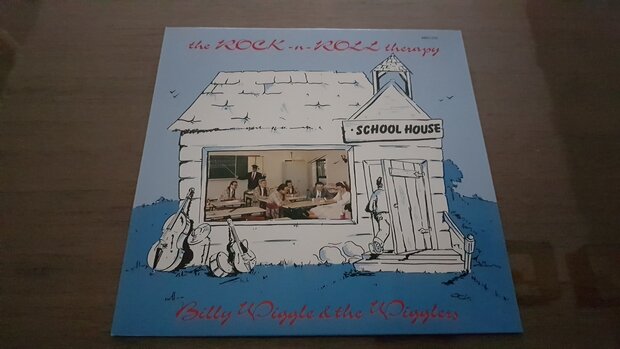 the ROCK-n-ROLL therapy
SCHOOL HOUSE
Billy Wiggle & the Wigglers